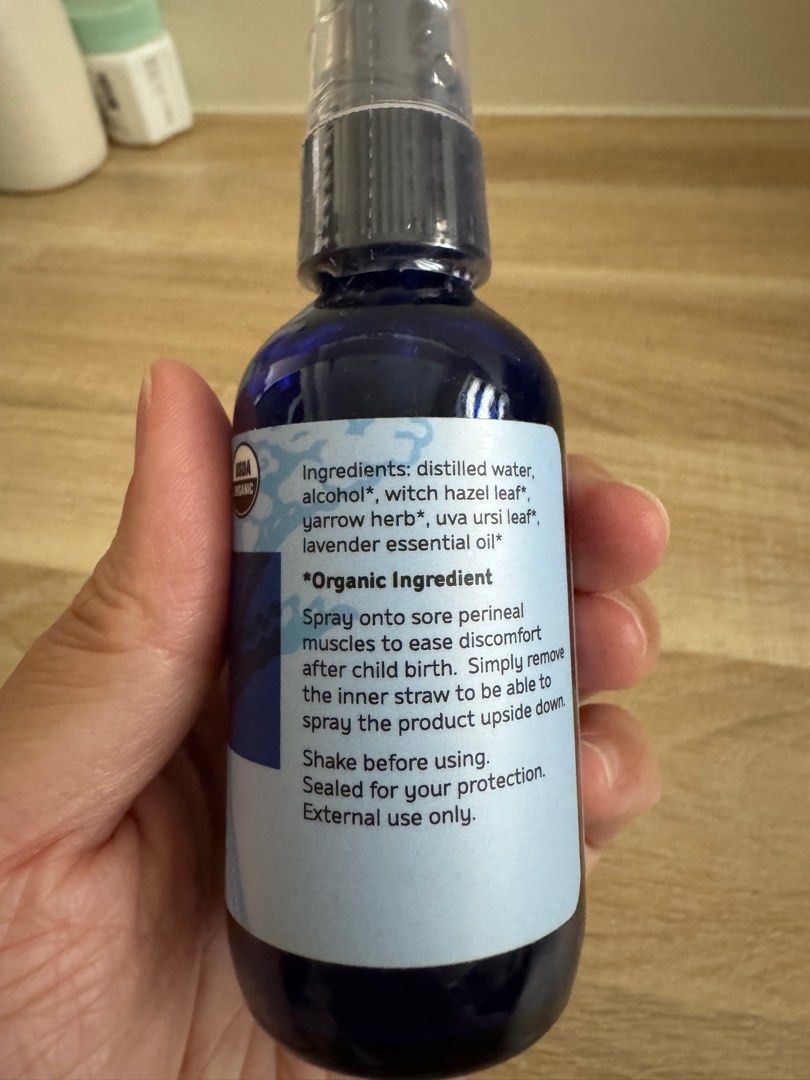 USDA
ORGANIC
Ingredients: distilled water,
alcohol*, witch hazel leaf*,
yarrow herb*, uva ursi leaf*,
lavender essential oil*
*Organic Ingredient
Spray onto sore perineal
muscles to ease discomfort
after child birth.  Simply remove
the inner straw to be able to
spray the product upside down.
Shake before using.
Sealed for your protection.
External use only.